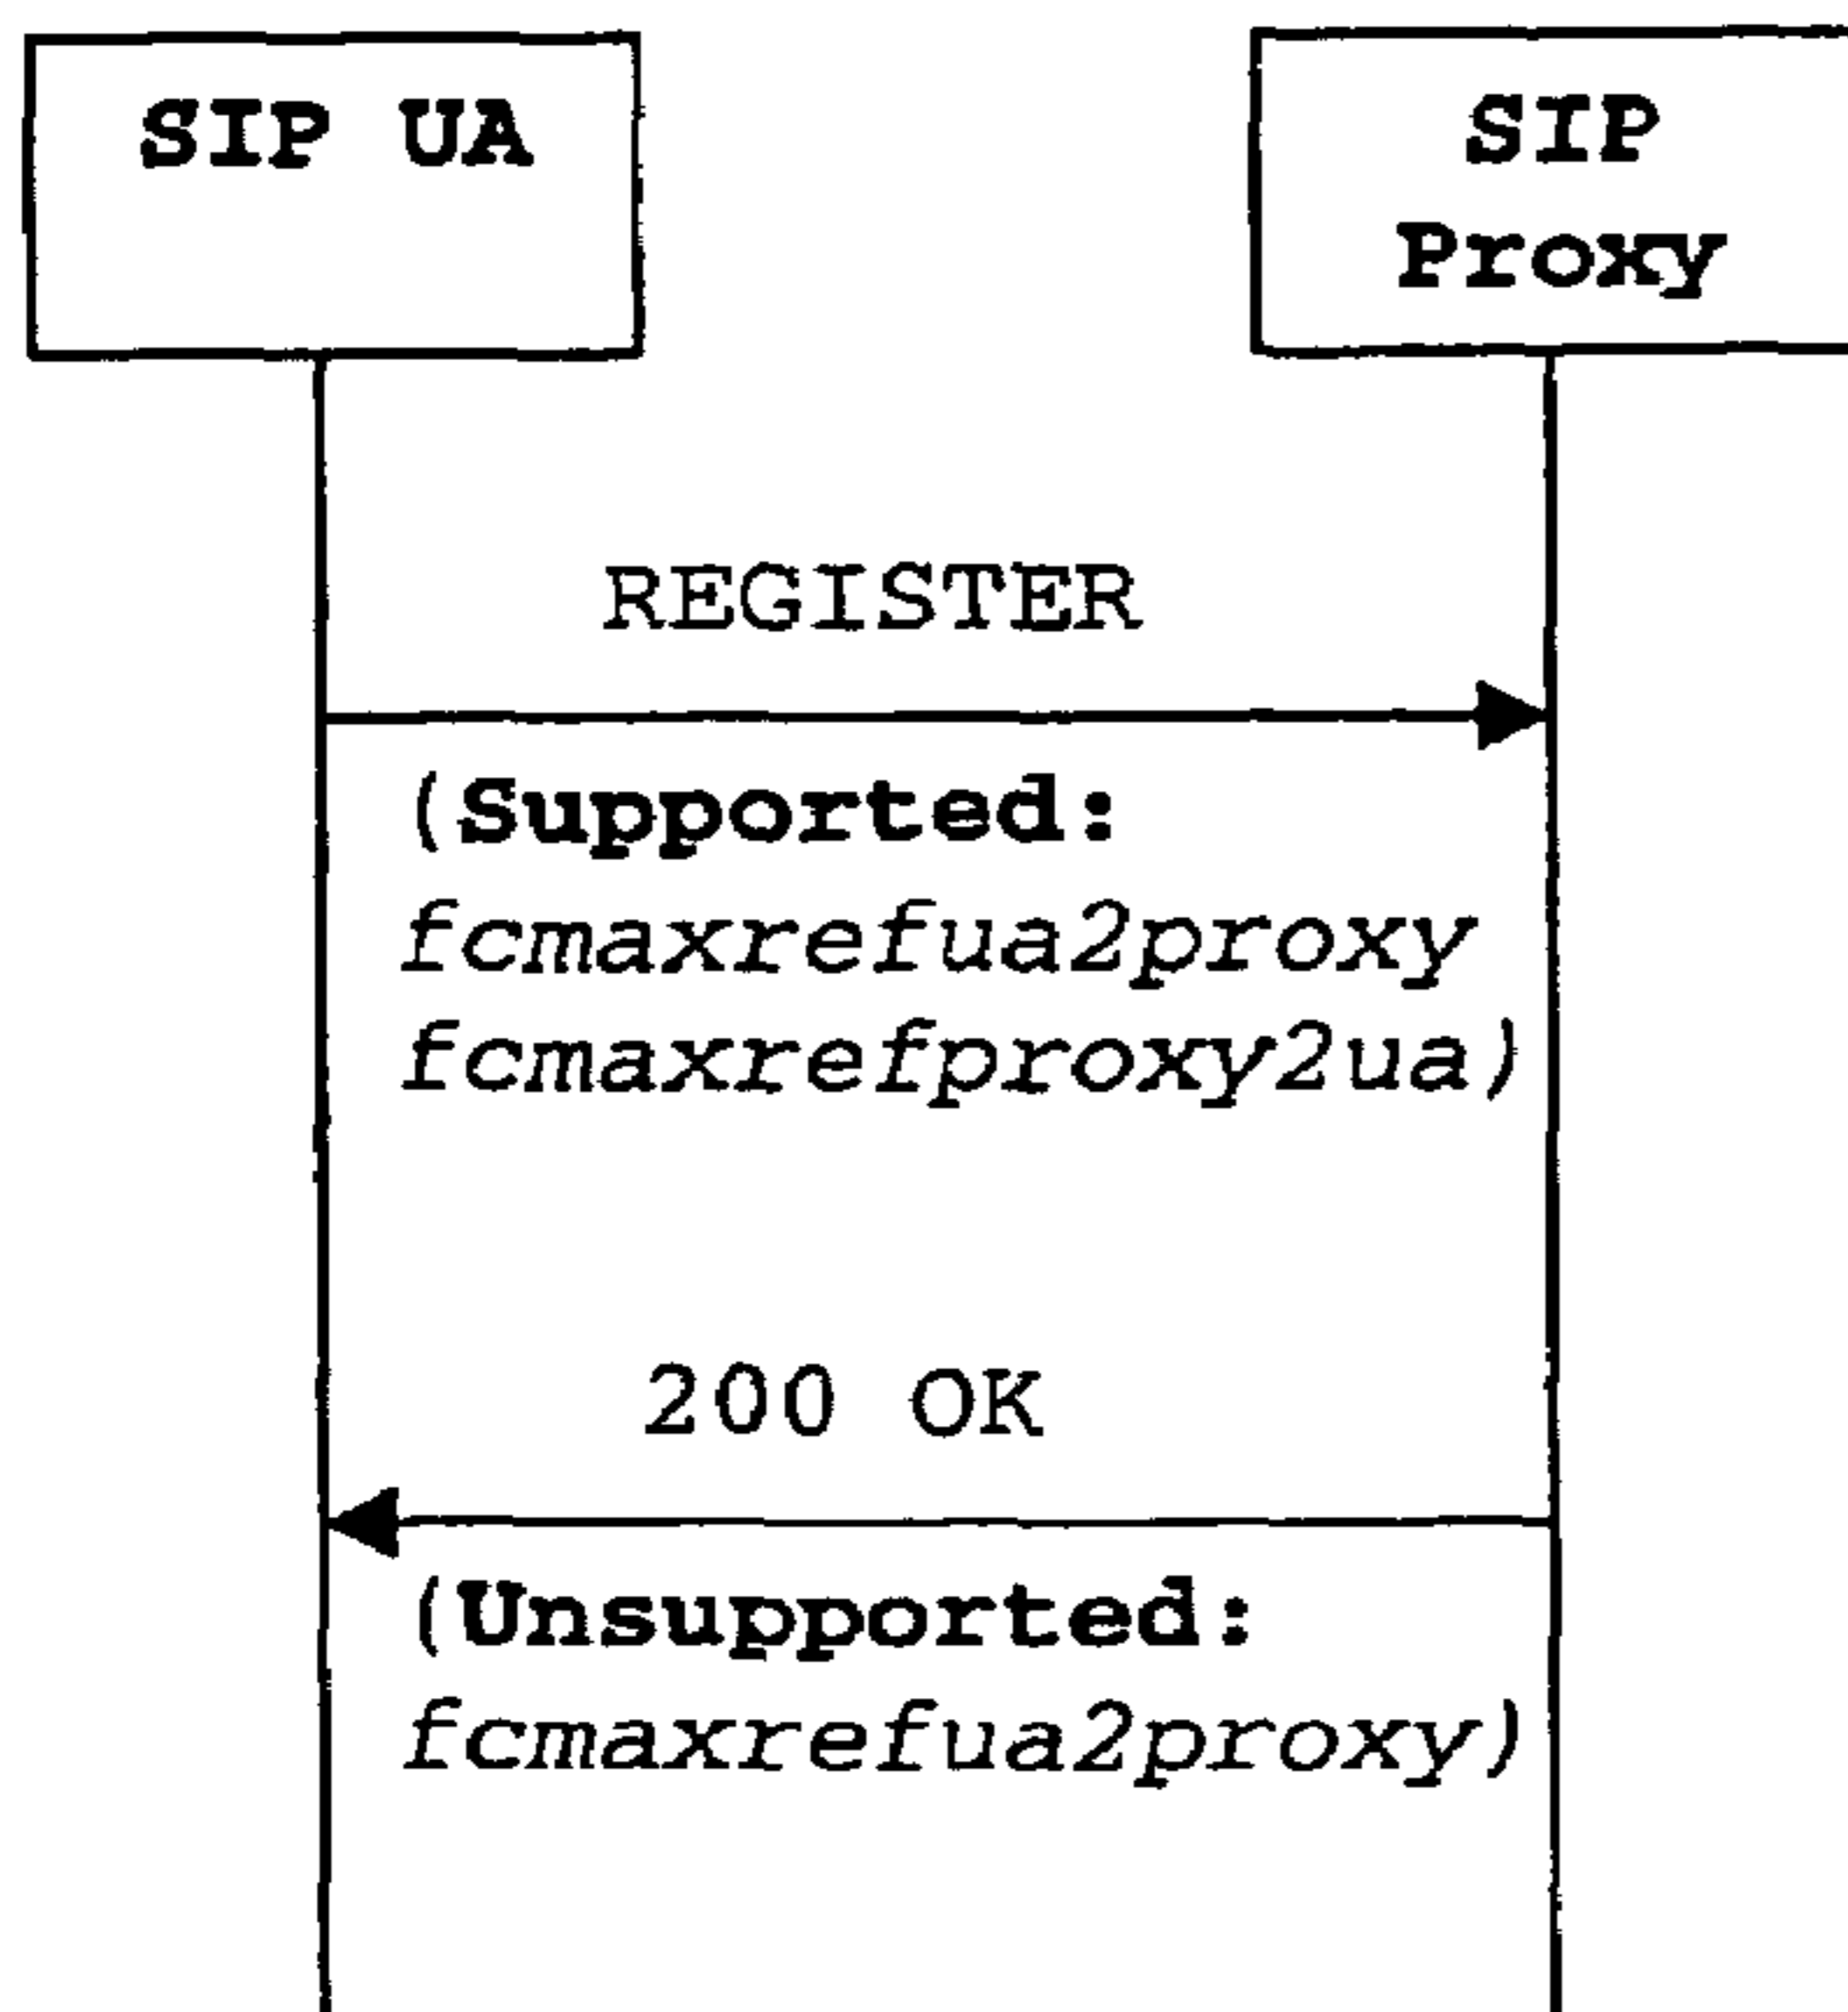 SIP UA
SIP
Proxy
REGISTER
(Supported:
fcmaxrefua2proxy
fcmaxrefproxy2ua)
200 OK
(Unsupported:
fcmaxrefua2proxy)